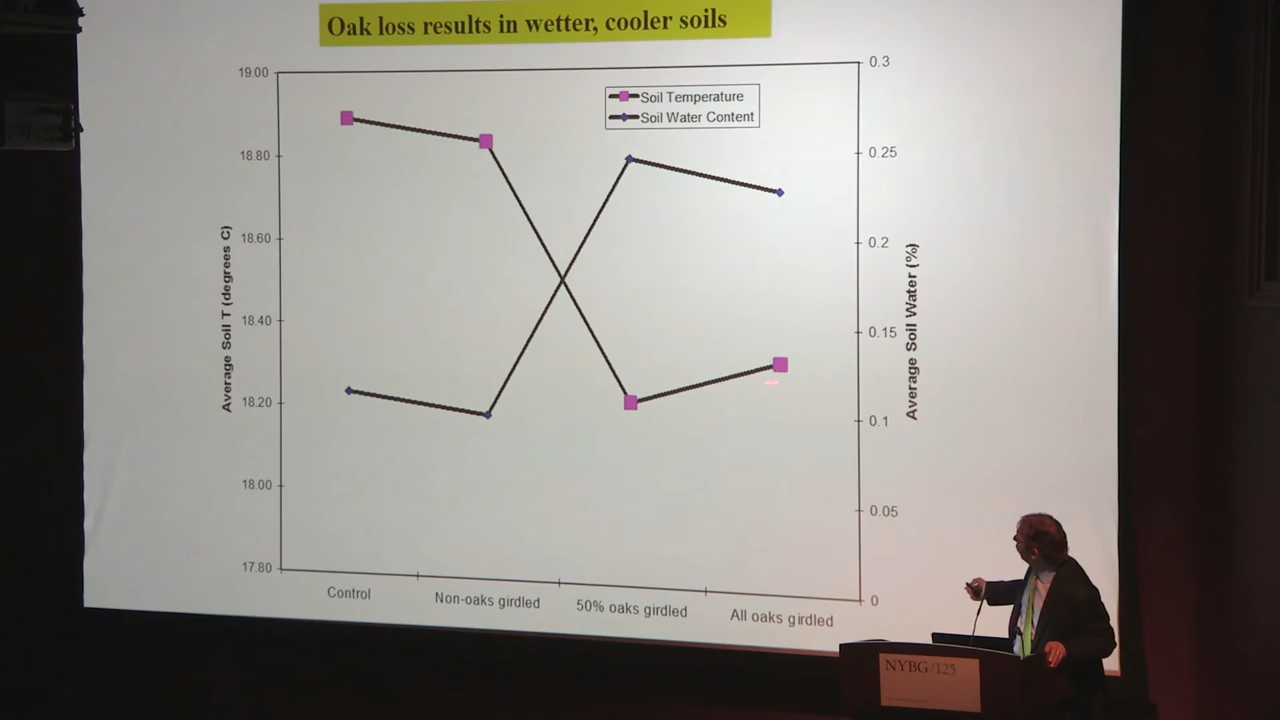 Oak loss results in wetter, cooler soils
19.00
18.80
18.60
18.40
18.20
18.00
17.80
Average Soil T (degrees C)
Soil Temperature
Soil Water Content
0.3
0.25
0.2
0.15
0.1
0.05
0
Average Soil Water (%)
Control
Non-oaks girdled
50% oaks girdled
All oaks girdled
NYBG/125